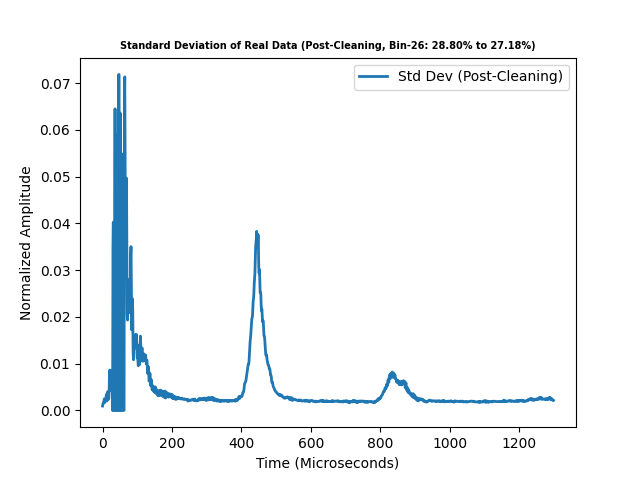 Standard Deviation of Real Data (Post-Cleaning, Bin-26: 28.80% to 27.18%)
Std Dev (Post-Cleaning)
0.07
0.06
0.05
0.04
0.03
0.02
0.01
0.00
Normalized Amplitude
0 200 400 600 800 1000 1200
Time (Microseconds)